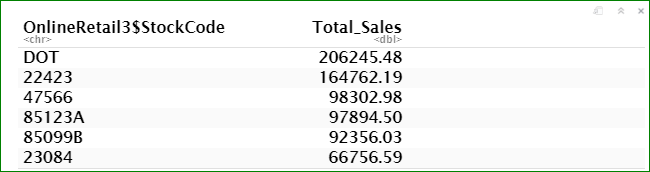 OnlineRetail3$StockCode Total_Sales
<chr> <dbl>
DOT 206245.48
22423 164762.19
47566 98302.98
85123A 97894.50
85099B 92356.03
23084 66756.59